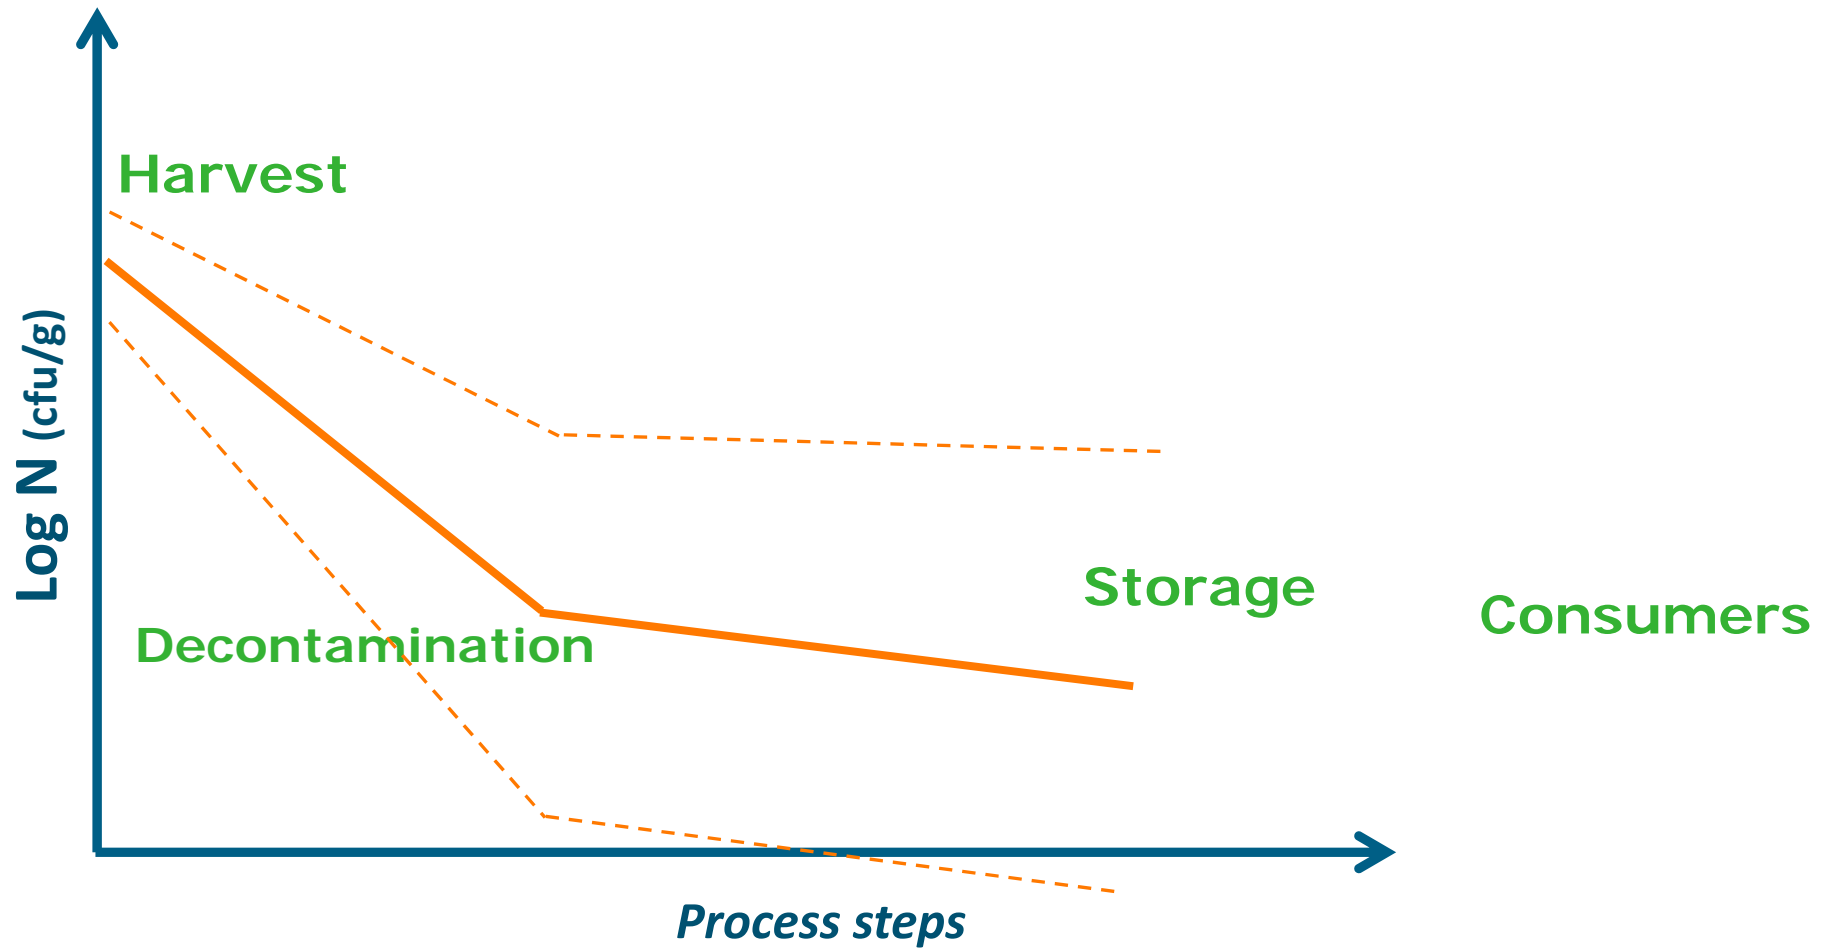 Harvest
Log N (cfu/g)
Storage
Consumers
Decontamination
Process steps